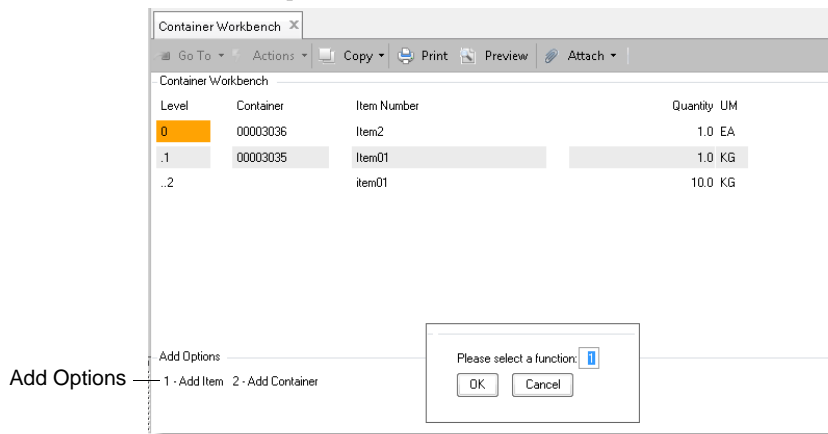 Container Workbench X
Go To Actions Copy Print Preview Attach
Container Workbench
Level Container Item Number Quantity UM
0 00003036 Item2 1.0 EA
.1 00003035 Item01 1.0 KG
..2 item01 10.0 KG
Add Options
Please select a function: 1
Add Options 1 - Add Item 2 - Add Container
OK Cancel